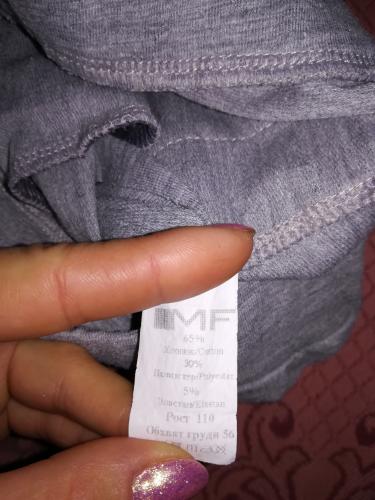 MF
65%
Хлопок/Cotton
30%
Полиэстер/Polyester
5%
Эластан/Elastan
Рост 110
Обхват груди 56